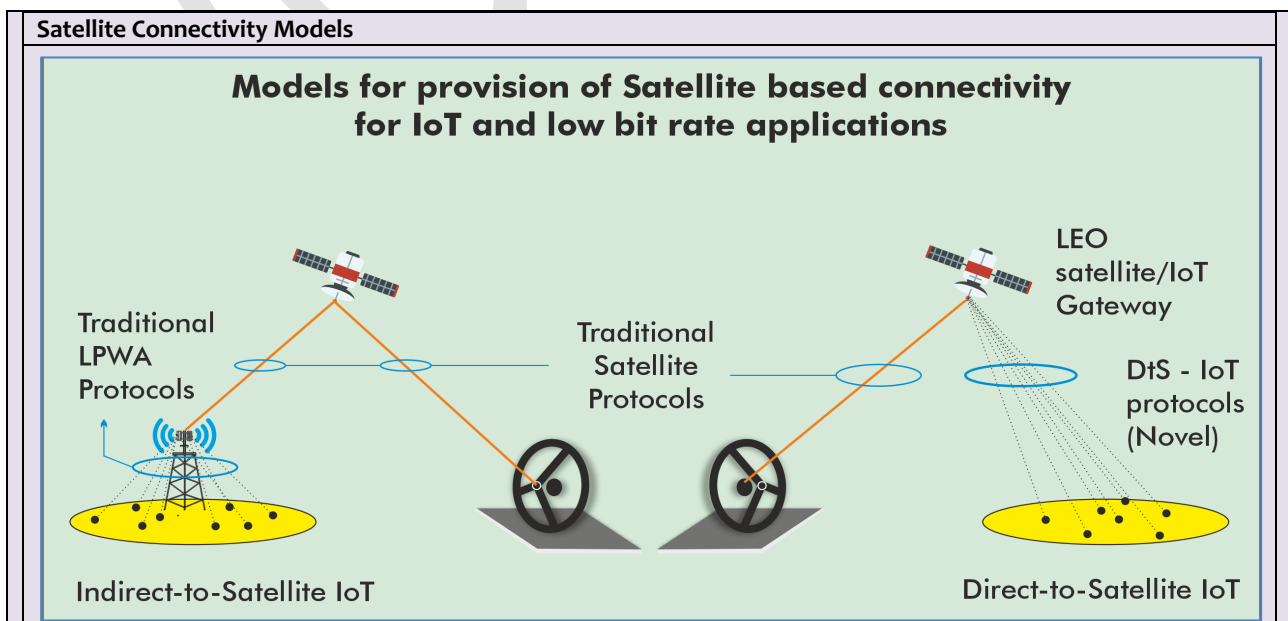 Satellite Connectivity Models
Models for provision of Satellite based connectivity
for IoT and low bit rate applications
Traditional
LPWA
Protocols
Traditional
Satellite
Protocols
LEO
satellite/IoT
Gateway
DtS - IoT
protocols
(Novel)
Indirect-to-Satellite IoT
Direct-to-Satellite IoT